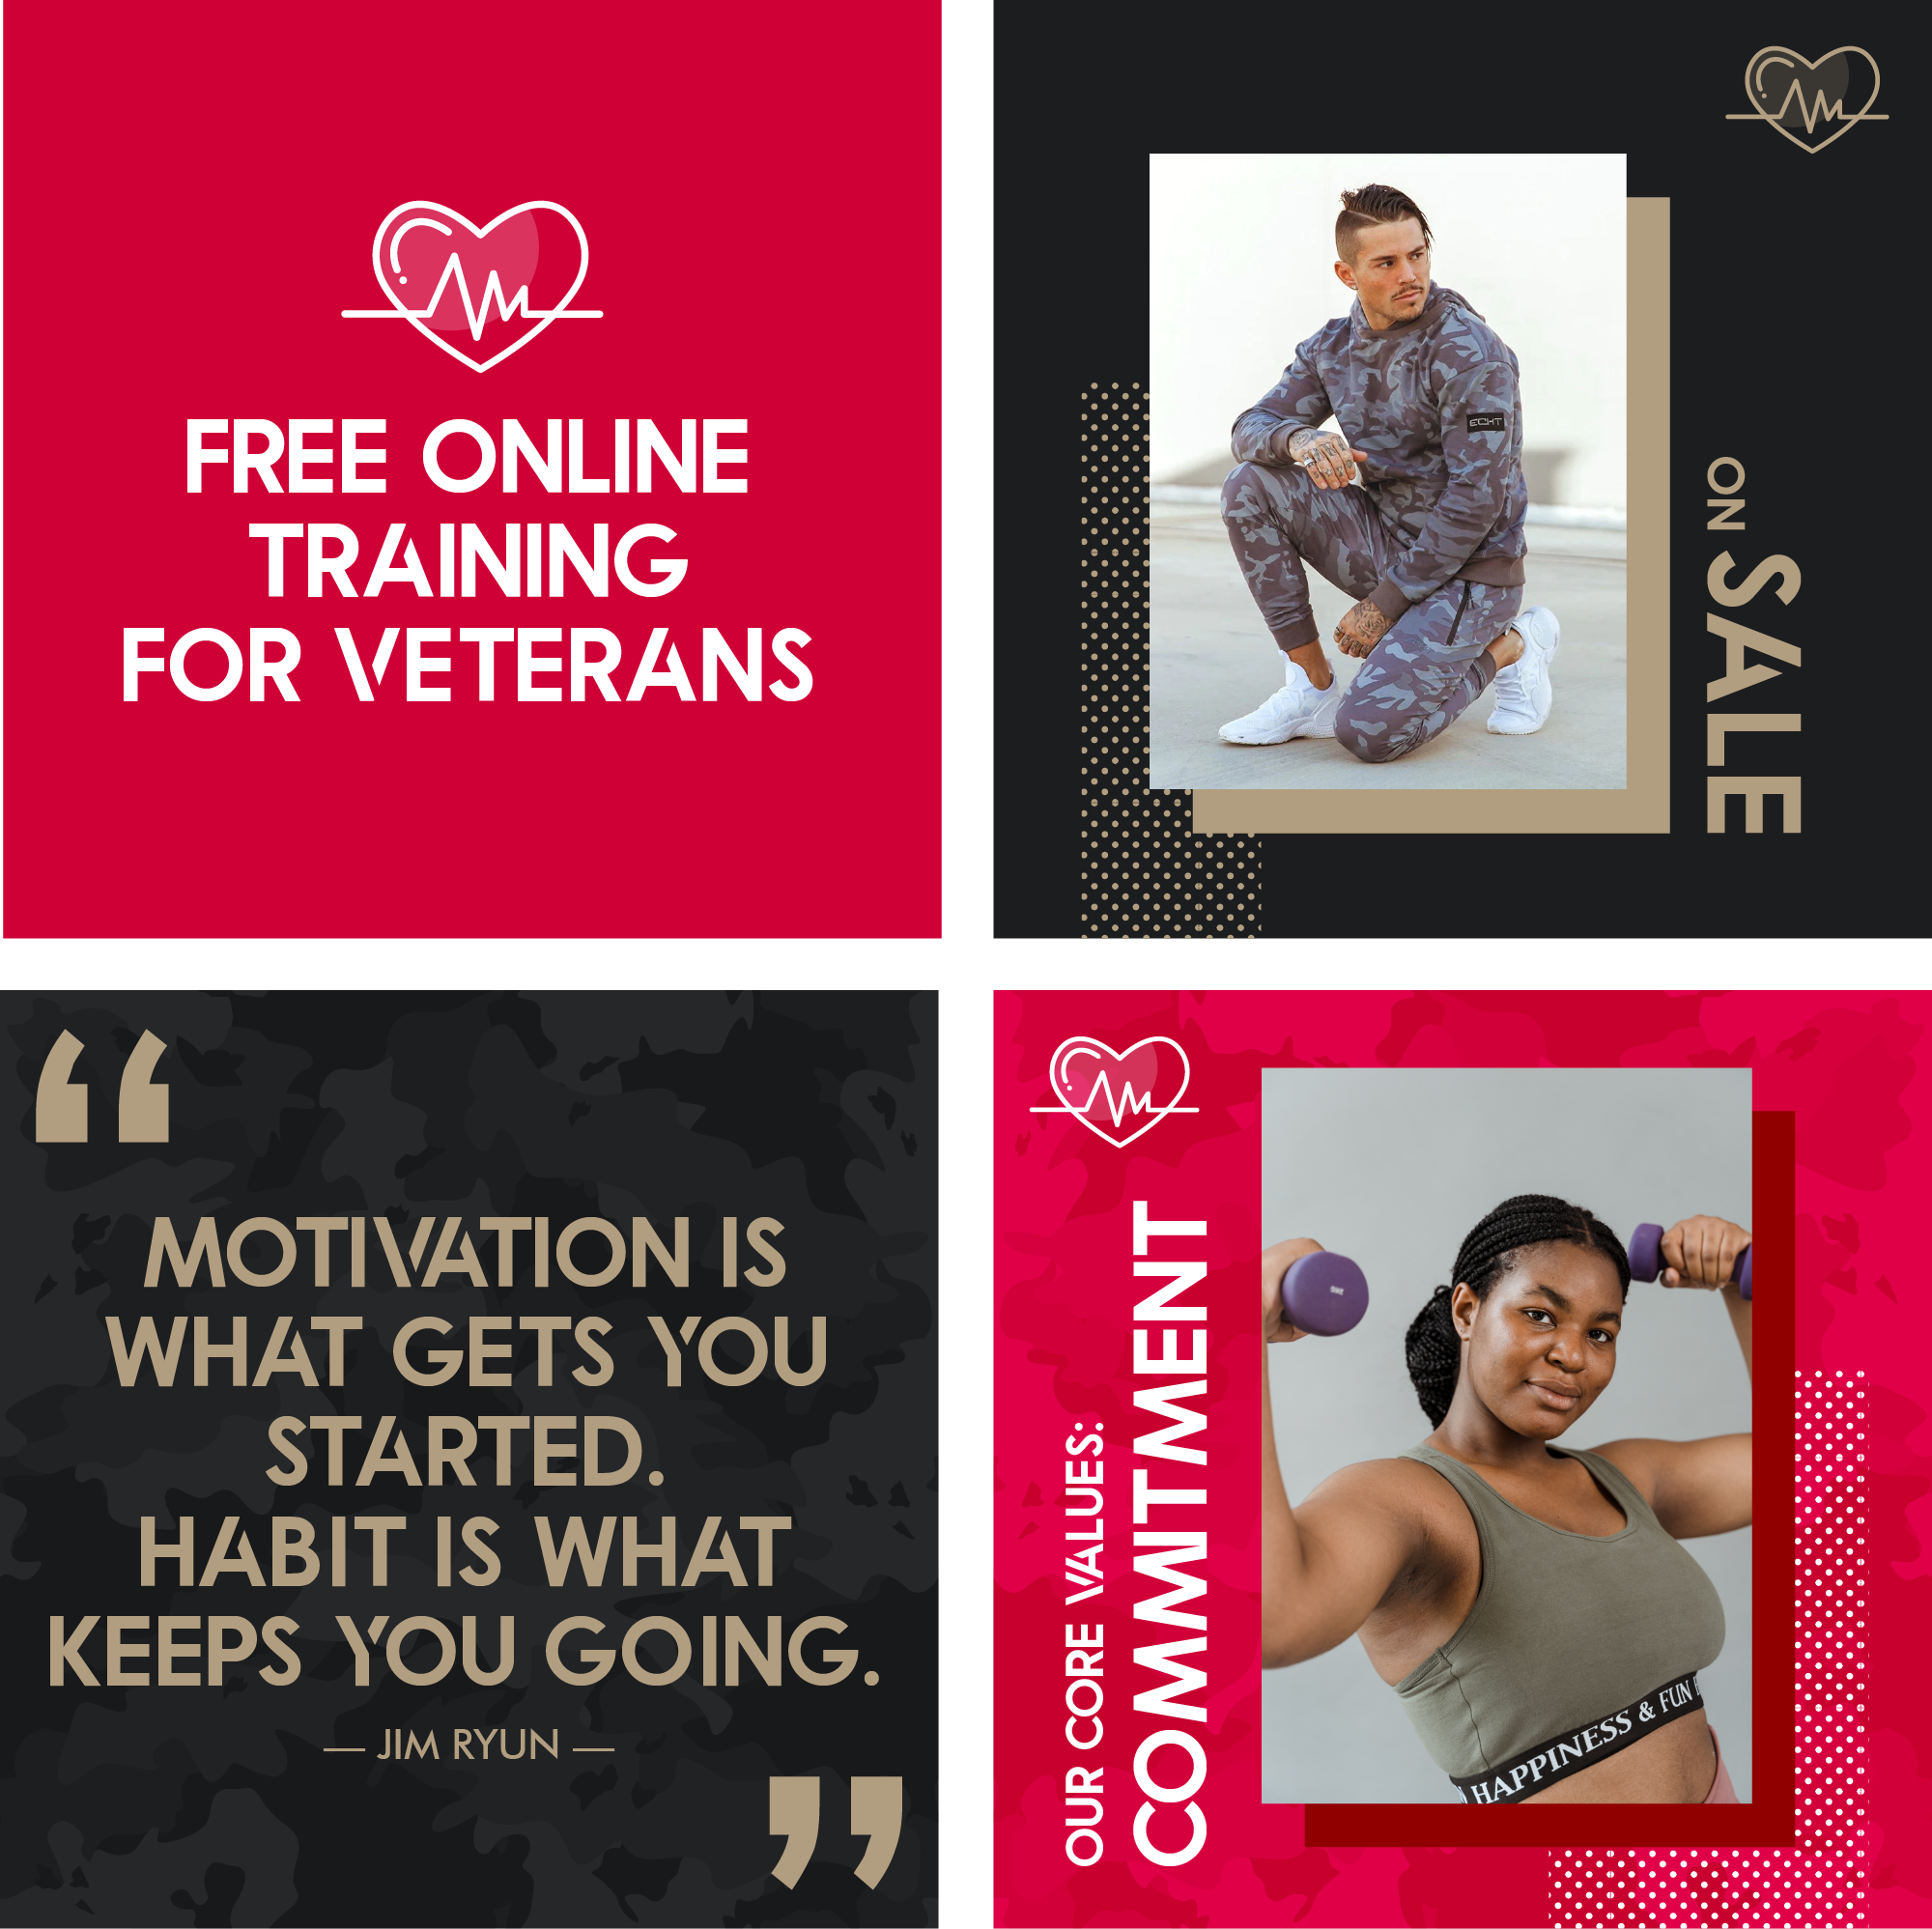 FREE ONLINE
TRAINING
FOR VETERANS
ECHT
ON SALE
“
MOTIVATION IS
WHAT GETS YOU
STARTED.
HABIT IS WHAT
KEEPS YOU GOING.
— JIM RYUN —
”
OUR CORE VALUES:
COMMITMENT
HAPPINESS & FUN